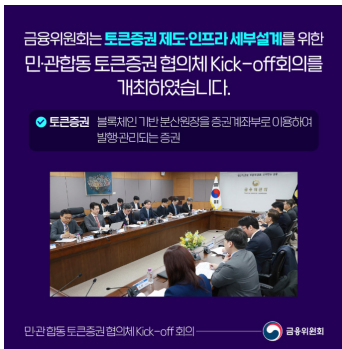 금융위원회는 토큰증권 제도·인프라 세부설계를 위한
민·관합동 토큰증권 협의체 Kick-off회의를
개최하였습니다.
토큰증권 블록체인 기반 분산원장을 증권계좌부로 이용하여
발행·관리되는 증권
민·관 합동 토큰증권 협의체 Kick-off 회의
금융위원회